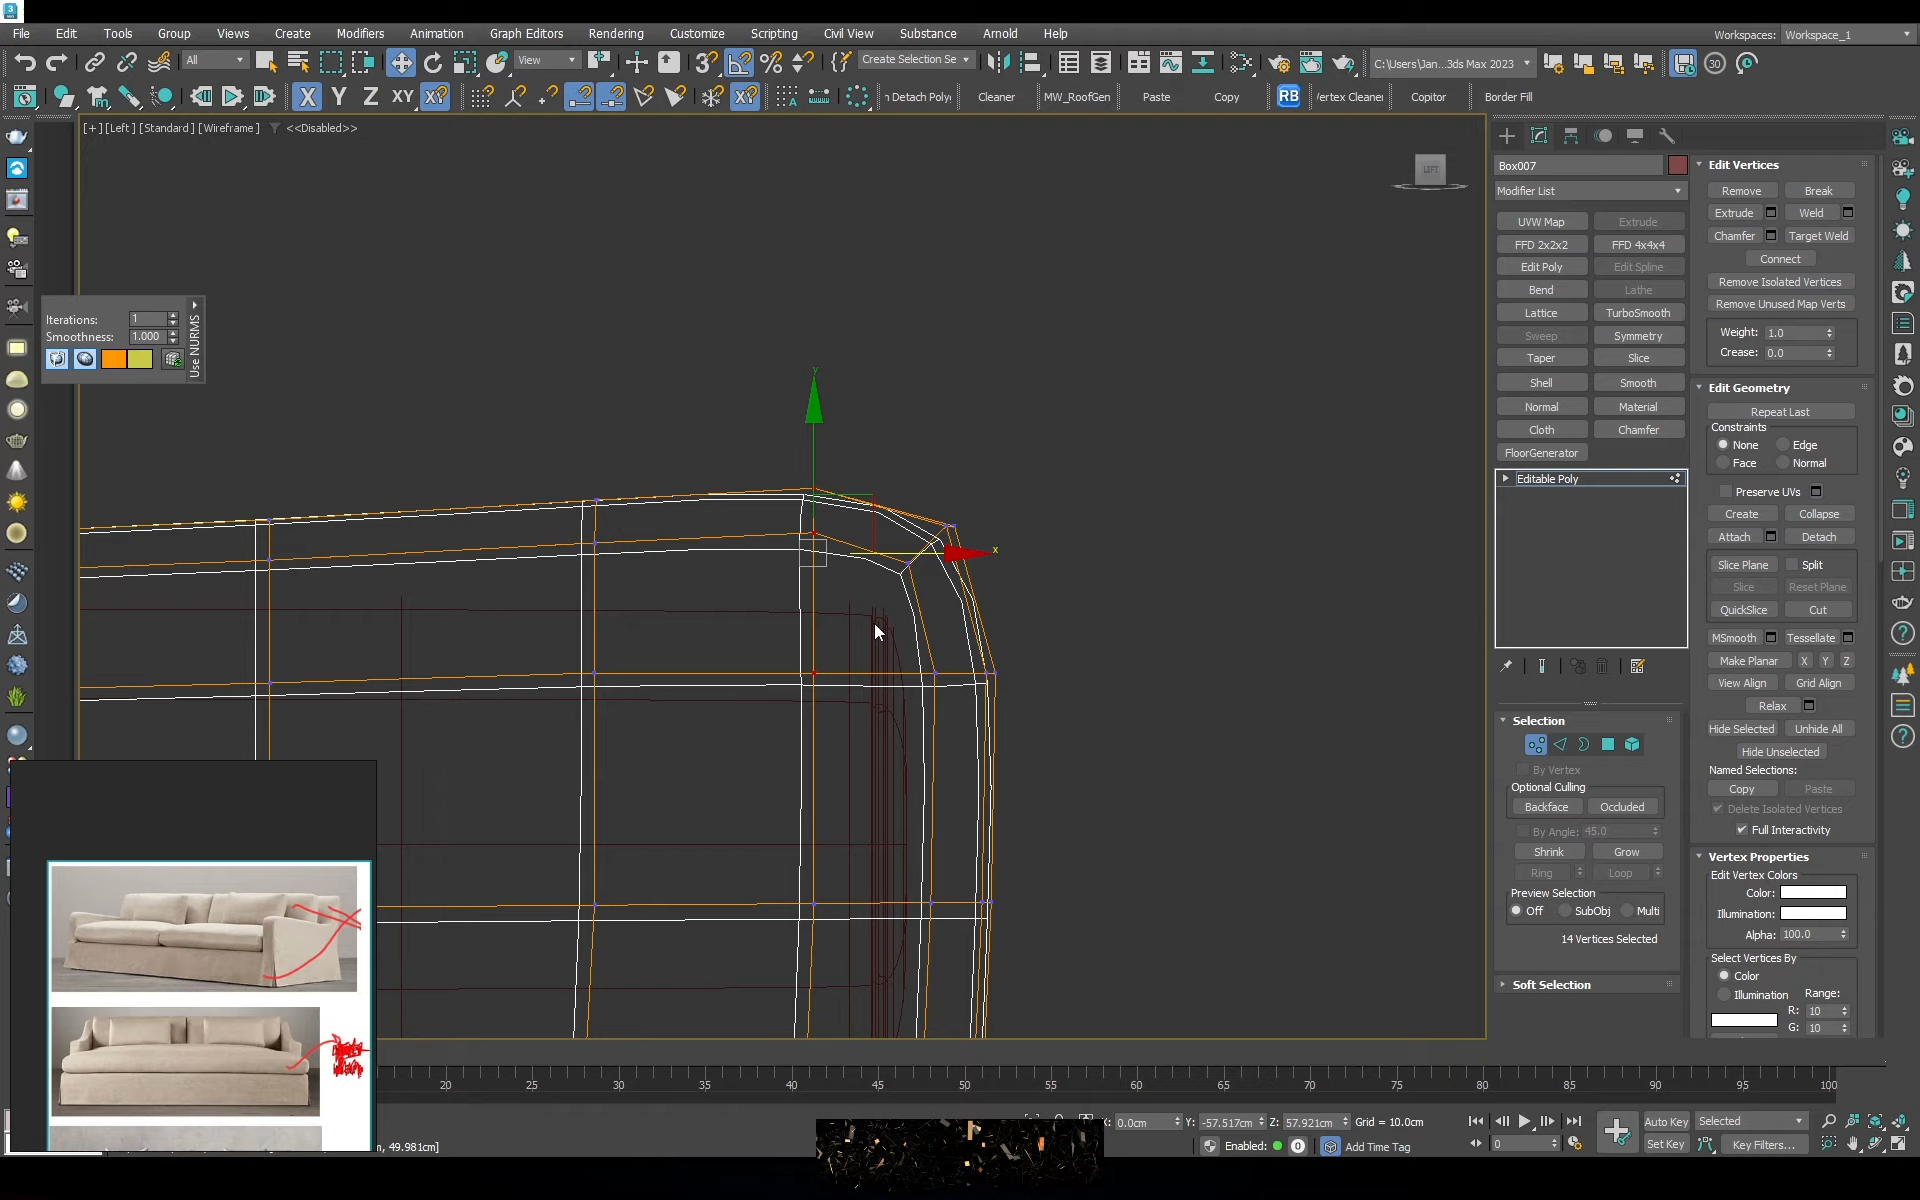 3
File Edit Tools Group Views Create Modifiers Animation Graph Editors Rendering Customize Scripting Civil View Substance Arnold Help
Workspaces: Workspace_1
All View Create Selection Se C:\Users\Jan...3ds Max 2023 30
X Y Z XY XY n Detach Poly Cleaner MW_RoofGen Paste Copy RB /ertex Cleaner Copitor Border Fill
[+] [Left] [Standard] [Wireframe] <<Disabled>>
LEFT
Iterations: 1
Smoothness: 1.000
Use NURMS
y
x
Box007
Modifier List
UVW Map Extrude
FFD 2x2x2 FFD 4x4x4
Edit Poly Edit Spline
Bend Lathe
Lattice TurboSmooth
Sweep Symmetry
Taper Slice
Shell Smooth
Normal Material
Cloth Chamfer
FloorGenerator
Editable Poly
Selection
By Vertex
Optional Culling
Backface Occluded
By Angle: 45.0
Shrink Grow
Ring Loop
Preview Selection
Off SubObj Multi
14 Vertices Selected
Soft Selection
Edit Vertices
Remove Break
Extrude Weld
Chamfer Target Weld
Connect
Remove Isolated Vertices
Remove Unused Map Verts
Weight: 1.0
Crease: 0.0
Edit Geometry
Repeat Last
Constraints
None Edge
Face Normal
Preserve UVs
Create Collapse
Attach Detach
Slice Plane Split
Slice Reset Plane
QuickSlice Cut
MSmooth Tessellate
Make Planar X Y Z
View Align Grid Align
Relax
Hide Selected Unhide All
Hide Unselected
Named Selections:
Copy Paste
Delete Isolated Vertices
Full Interactivity
Vertex Properties
Edit Vertex Colors
Color:
Illumination:
Alpha: 100.0
Select Vertices By
Color
Illumination Range:
R: 10
G: 10
20 25 30 35 40 45 50 55 60 65 70 75 80 85 90 95 100
X: 0.0cm Y: -57.517cm Z: 57.921cm Grid = 10.0cm
Auto Key Selected
, 49.981cm]
Enabled: 0 Add Time Tag
0
Set Key Key Filters...